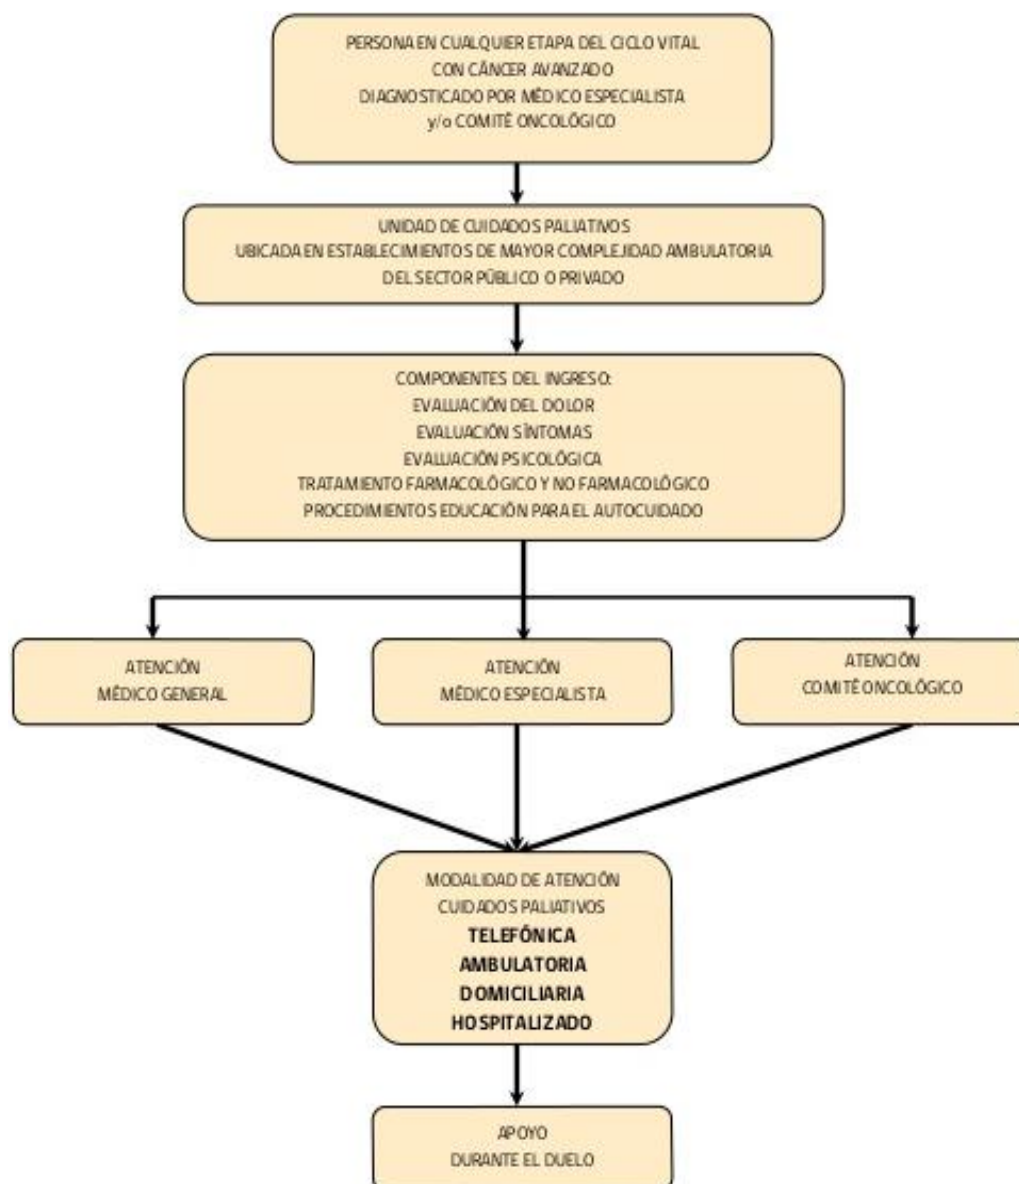 PERSONA EN CUALQUIER ETAPA DEL CICLO VITAL
CON CÁNCER AVANZADO
DIAGNOSTICADO POR MÉDICO ESPECIALISTA
y/o COMITÉ ONCOLÓGICO
UNIDAD DE CUIDADOS PALIATIVOS
UBICADA EN ESTABLECIMIENTOS DE MAYOR COMPLEJIDAD AMBULATORIA
DEL SECTOR PÚBLICO O PRIVADO
COMPONENTES DEL INGRESO:
EVALUACIÓN DEL DOLOR
EVALUACIÓN SÍNTOMAS
EVALUACIÓN PSICOLÓGICA
TRATAMIENTO FARMACOLÓGICO Y NO FARMACOLÓGICO
PROCEDIMIENTOS EDUCACIÓN PARA EL AUTOCUIDADO
ATENCIÓN
MÉDICO GENERAL
ATENCIÓN
MÉDICO ESPECIALISTA
ATENCIÓN
COMITÉ ONCOLÓGICO
MODALIDAD DE ATENCIÓN
CUIDADOS PALIATIVOS
TELEFÓNICA
AMBULATORIA
DOMICILIARIA
HOSPITALIZADO
APOYO
DURANTE EL DUELO